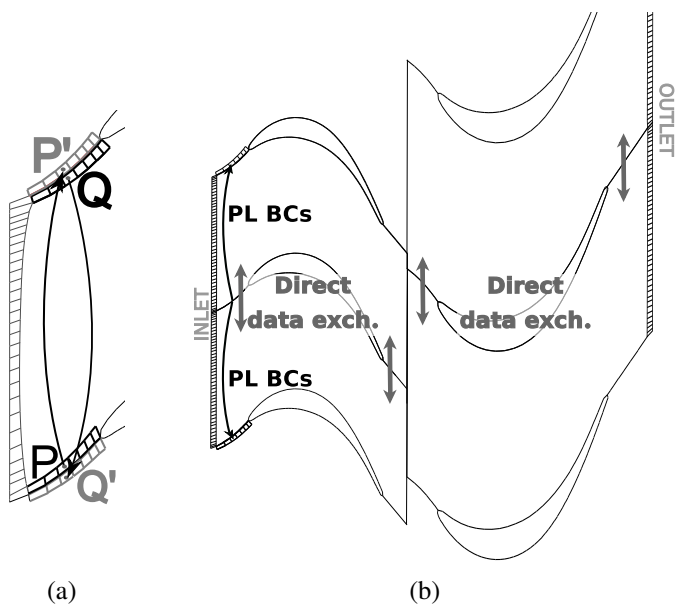 P'
Q
P
Q'
(a)
OUTLET
PL BCs
INLET
Direct
data exch.
Direct
data exch.
PL BCs
(b)